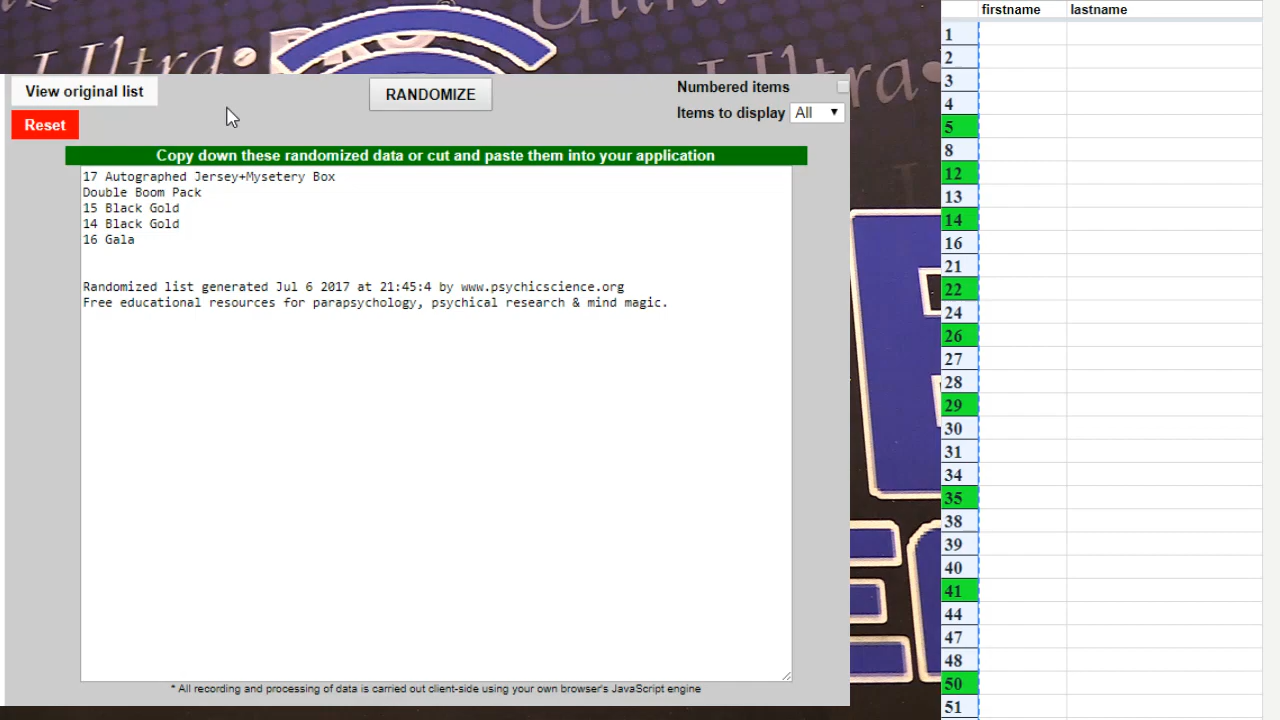 Ultra PRO
Ultra
Ultra
firstname lastname
View original list
RANDOMIZE
Numbered items
Items to display All
Reset
Copy down these randomized data or cut and paste them into your application
17 Autographed Jersey+Mysetery Box
Double Boom Pack
15 Black Gold
14 Black Gold
16 Gala
Randomized list generated Jul 6 2017 at 21:45:4 by www.psychicscience.org
Free educational resources for parapsychology, psychical research & mind magic.
* All recording and processing of data is carried out client-side using your own browser's JavaScript engine
1
2
3
4
5
8
12
13
14
16
21
22
24
26
27
28
29
30
31
34
35
38
39
40
41
44
47
48
50
51